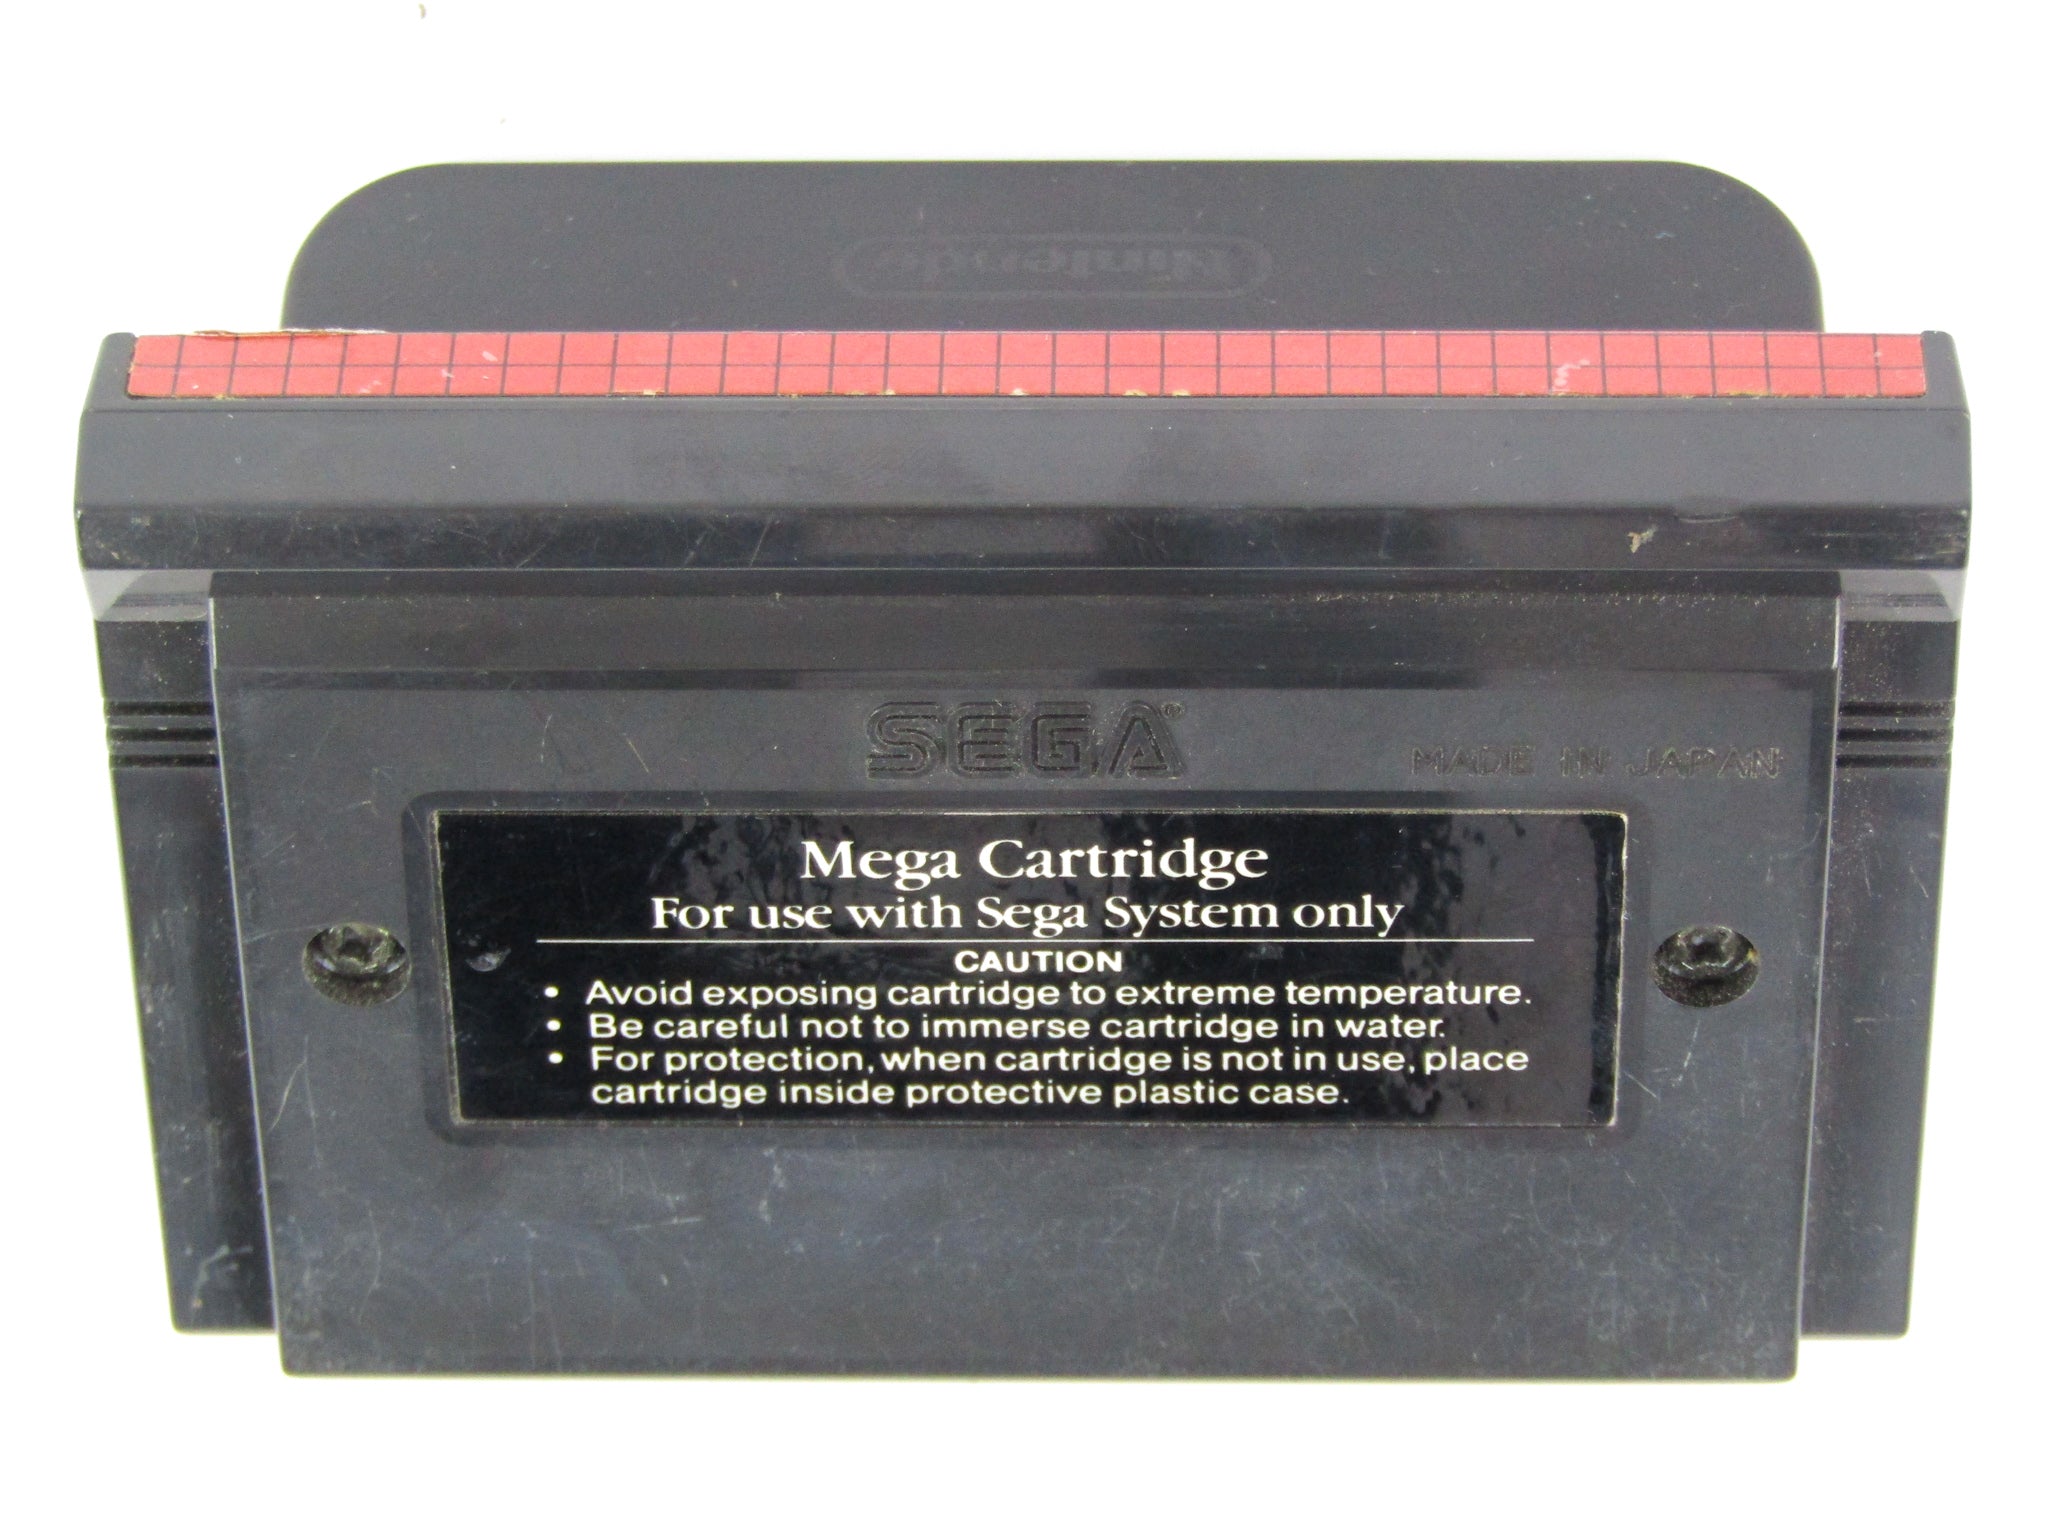 Nintendo
SEGA®
MADE IN JAPAN
Mega Cartridge
For use with Sega System only
CAUTION
• Avoid exposing cartridge to extreme temperature.
• Be careful not to immerse cartridge in water.
• For protection, when cartridge is not in use, place
cartridge inside protective plastic case.